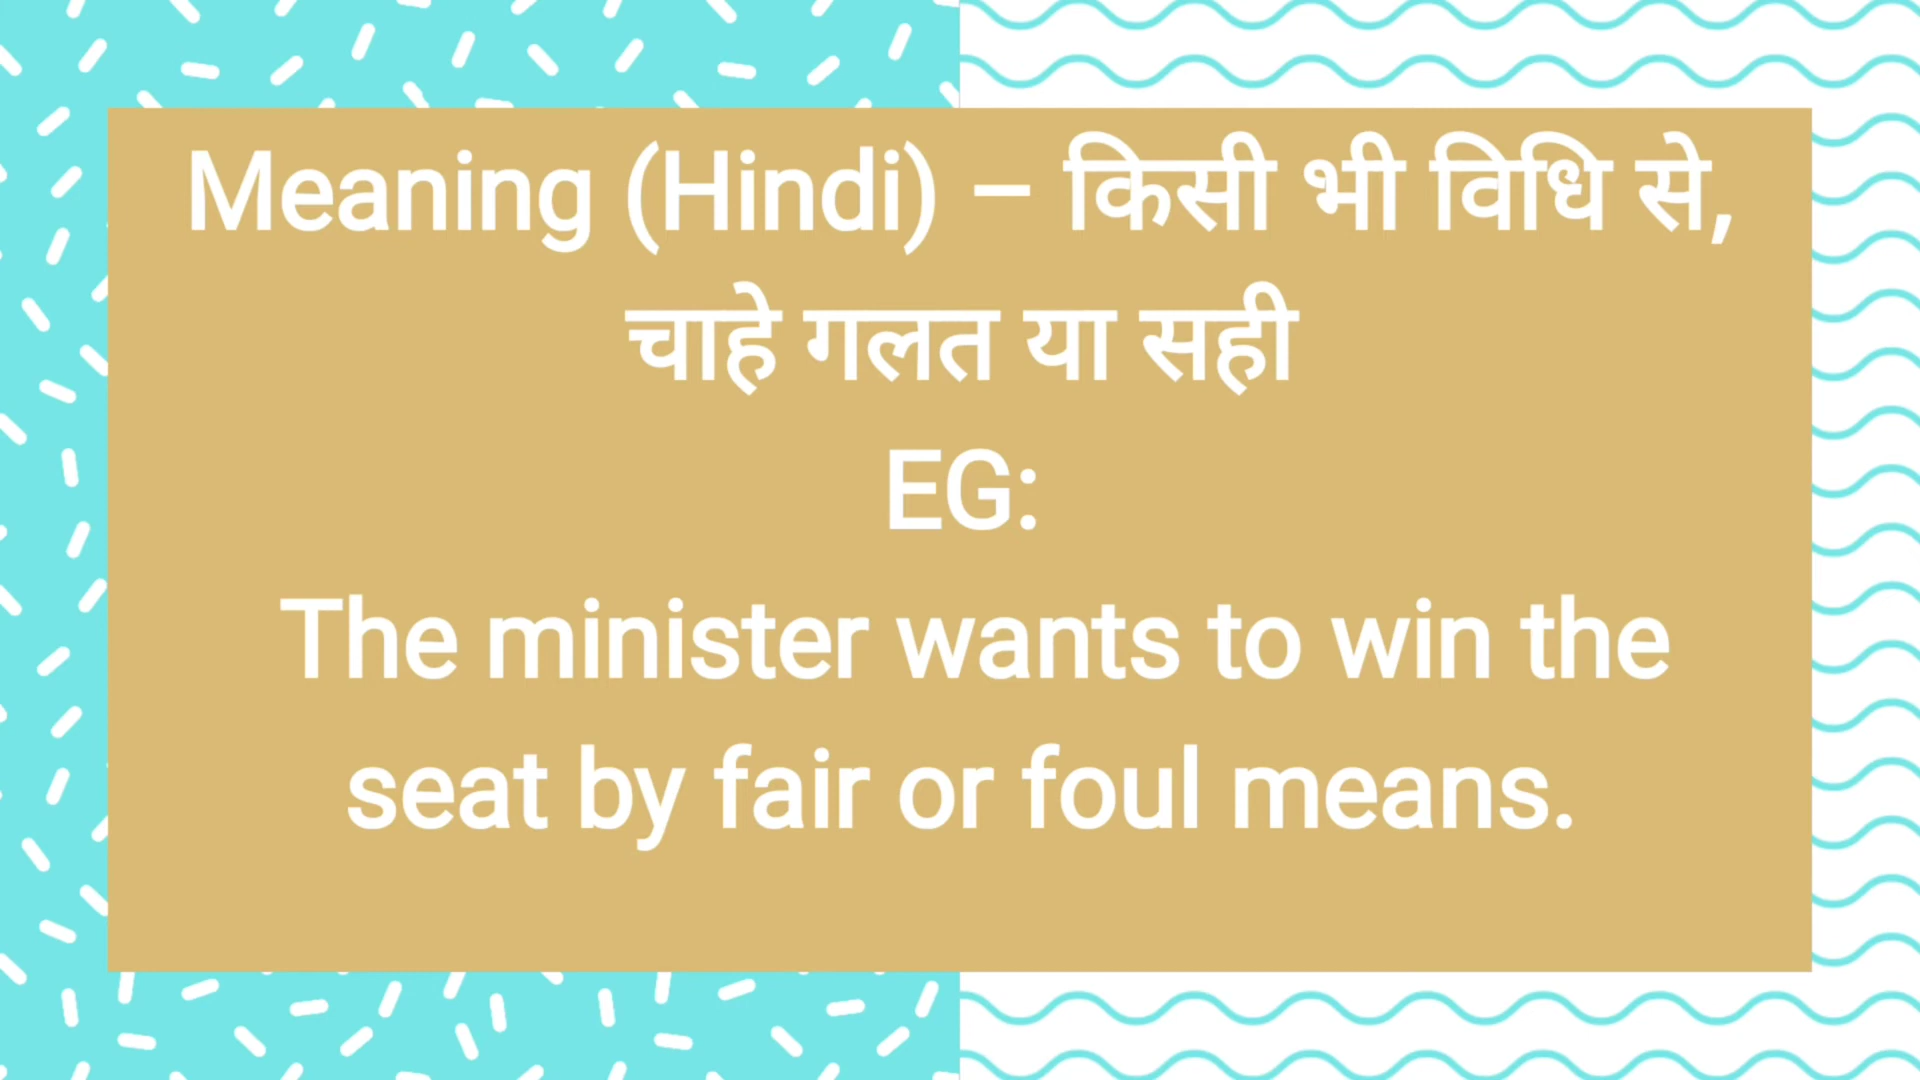 Meaning (Hindi) – किसी भी विधि से,
चाहे गलत या सही
EG:
The minister wants to win the
seat by fair or foul means.